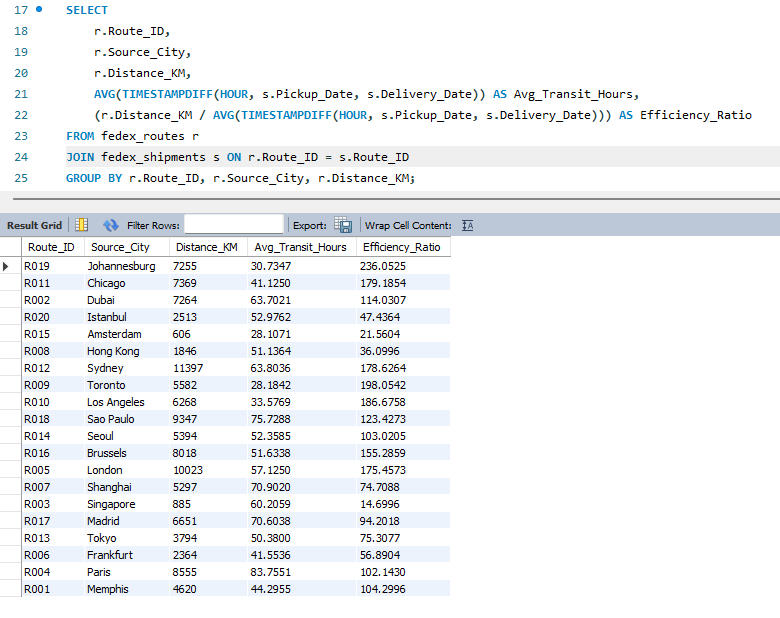 17 SELECT
18 r.Route_ID,
19 r.Source_City,
20 r.Distance_KM,
21 AVG(TIMESTAMPDIFF(HOUR, s.Pickup_Date, s.Delivery_Date)) AS Avg_Transit_Hours,
22 (r.Distance_KM / AVG(TIMESTAMPDIFF(HOUR, s.Pickup_Date, s.Delivery_Date))) AS Efficiency_Ratio
23 FROM fedex_routes r
24 JOIN fedex_shipments s ON r.Route_ID = s.Route_ID
25 GROUP BY r.Route_ID, r.Source_City, r.Distance_KM;
Result Grid Filter Rows: Export: Wrap Cell Content: IA
Route_ID Source_City Distance_KM Avg_Transit_Hours Efficiency_Ratio
R019 Johannesburg 7255 30.7347 236.0525
R011 Chicago 7369 41.1250 179.1854
R002 Dubai 7264 63.7021 114.0307
R020 Istanbul 2513 52.9762 47.4364
R015 Amsterdam 606 28.1071 21.5604
R008 Hong Kong 1846 51.1364 36.0996
R012 Sydney 11397 63.8036 178.6264
R009 Toronto 5582 28.1842 198.0542
R010 Los Angeles 6268 33.5769 186.6758
R018 Sao Paulo 9347 75.7288 123.4273
R014 Seoul 5394 52.3585 103.0205
R016 Brussels 8018 51.6338 155.2859
R005 London 10023 57.1250 175.4573
R007 Shanghai 5297 70.9020 74.7088
R003 Singapore 885 60.2059 14.6996
R017 Madrid 6651 70.6038 94.2018
R013 Tokyo 3794 50.3800 75.3077
R006 Frankfurt 2364 41.5536 56.8904
R004 Paris 8555 83.7551 102.1430
R001 Memphis 4620 44.2955 104.2996